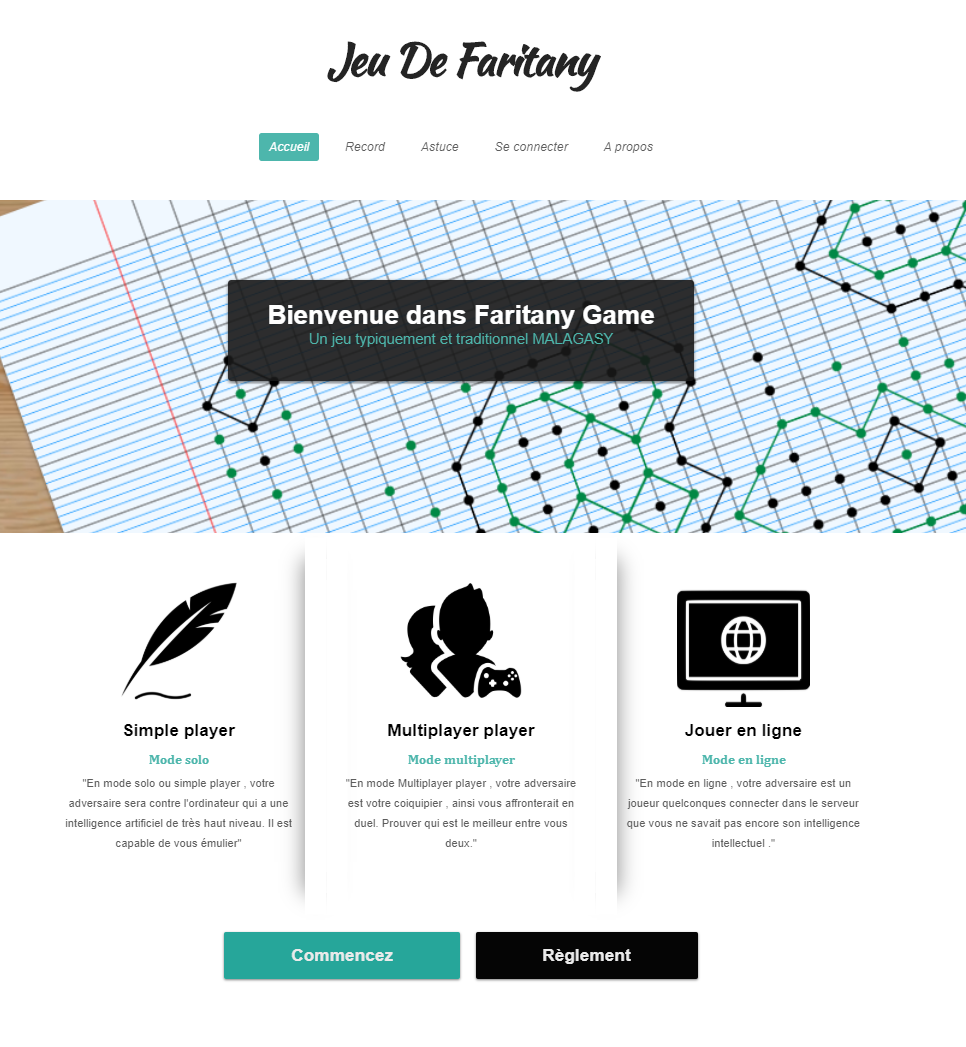 Jeu De Faritany
Accueil Record Astuce Se connecter A propos
Bienvenue dans Faritany Game
Un jeu typiquement et traditionnel MALAGASY
Simple player
Mode solo
"En mode solo ou simple player , votre
adversaire sera contre l'ordinateur qui a une
intelligence artificiel de très haut niveau. Il est
capable de vous émulier"
Multiplayer player
Mode multiplayer
"En mode Multiplayer player , votre adversaire
est votre coiquipier , ainsi vous affronterait en
duel. Prouver qui est le meilleur entre vous
deux."
Jouer en ligne
Mode en ligne
"En mode en ligne , votre adversaire est un
joueur quelconques connecter dans le serveur
que vous ne savait pas encore son intelligence
intellectuel ."
Commencez Règlement